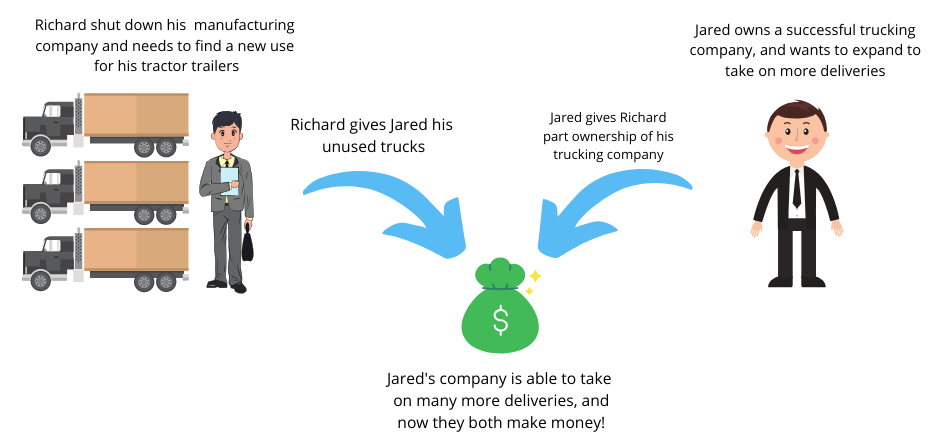 Richard shut down his  manufacturing
company and needs to find a new use
for his tractor trailers
Jared owns a successful trucking
company, and wants to expand to
take on more deliveries
Richard gives Jared his
unused trucks
Jared gives Richard
part ownership of his
trucking company
$
Jared's company is able to take
on many more deliveries, and
now they both make money!